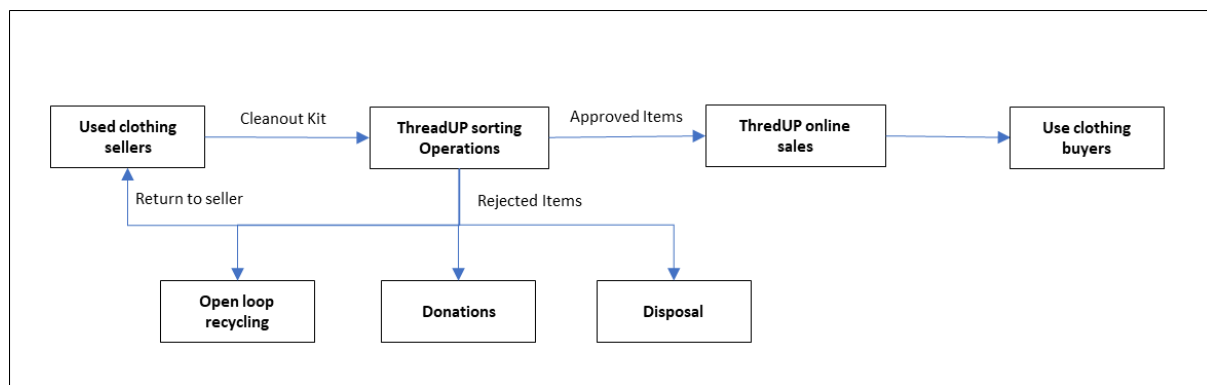 Cleanout Kit
Approved Items
Used clothing
sellers
ThreadUP sorting
Operations
ThredUP online
sales
Use clothing
buyers
Return to seller
Rejected Items
Open loop
recycling
Donations
Disposal